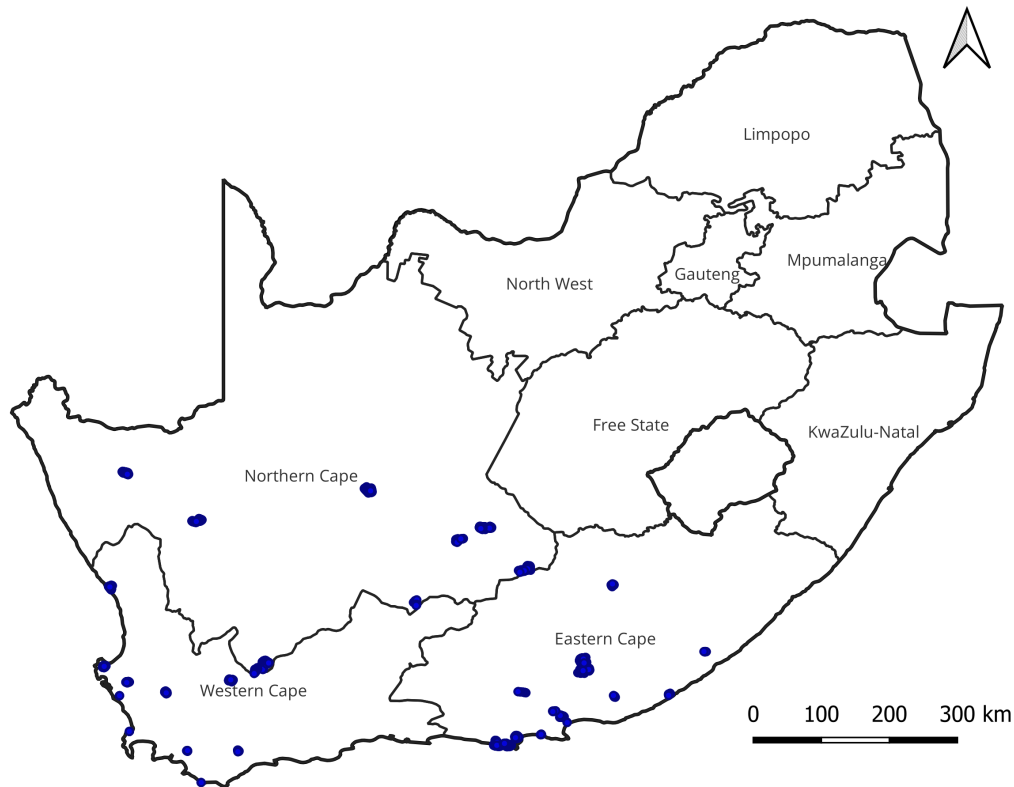 Limpopo
Mpumalanga
Gauteng
North West
Free State
KwaZulu-Natal
Northern Cape
Eastern Cape
Western Cape
0 100 200 300 km